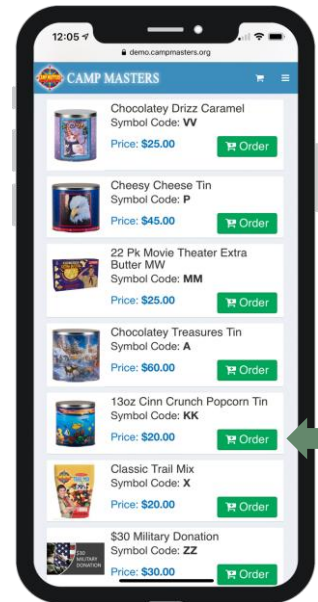 12:05
demo.campmasters.org
CAMP MASTERS
Chocolatey Drizz Caramel
Symbol Code: VV
Price: $25.00
Order
Cheesy Cheese Tin
Symbol Code: P
Price: $45.00
Order
22 Pk Movie Theater Extra
Butter MW
Symbol Code: MM
Price: $25.00
Order
Chocolatey Treasures Tin
Symbol Code: A
Price: $60.00
Order
13oz Cinn Crunch Popcorn Tin
Symbol Code: KK
Price: $20.00
Order
Classic Trail Mix
Symbol Code: X
Price: $20.00
Order
$30 Military Donation
Symbol Code: ZZ
$30
MILITARY
DONATION
Price: $30.00
Order